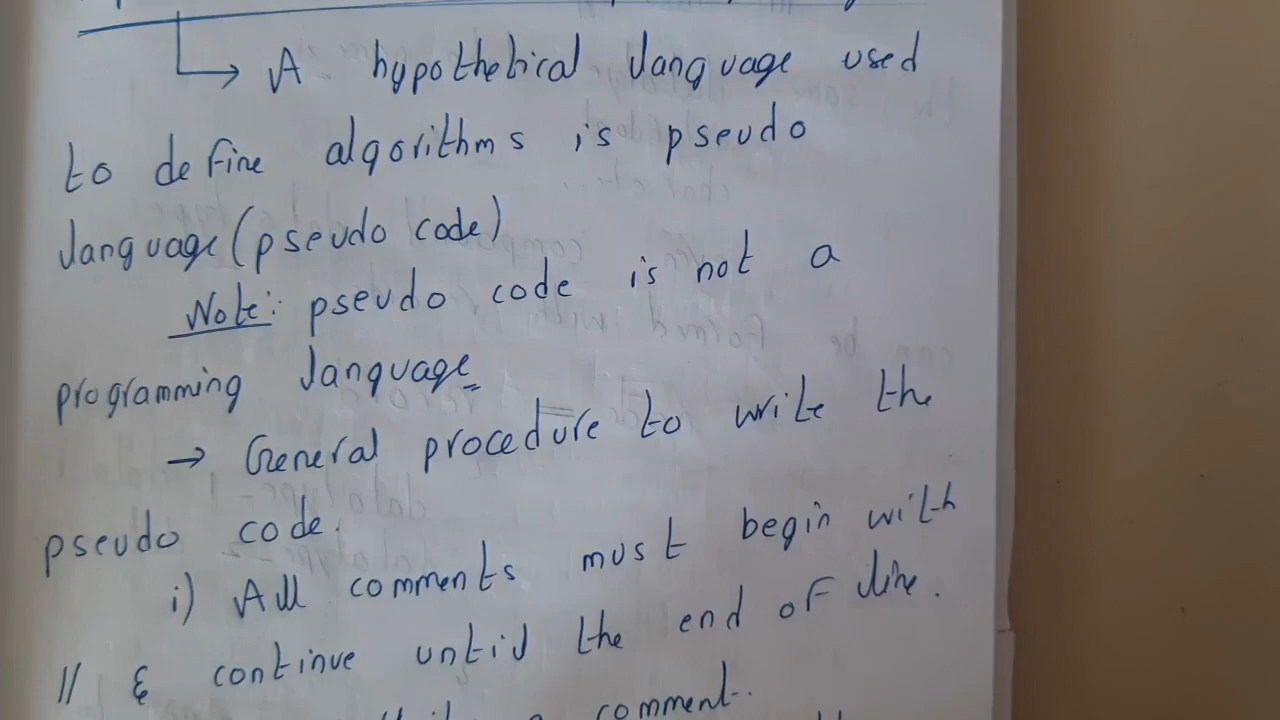 → A hypothetical language used
to define algorithms is pseudo
language (pseudo code)
Note: pseudo code is not a
programming language
→ General procedure to write the
pseudo code.
i) All comments must begin with
// & continue until the end of line.
comment.